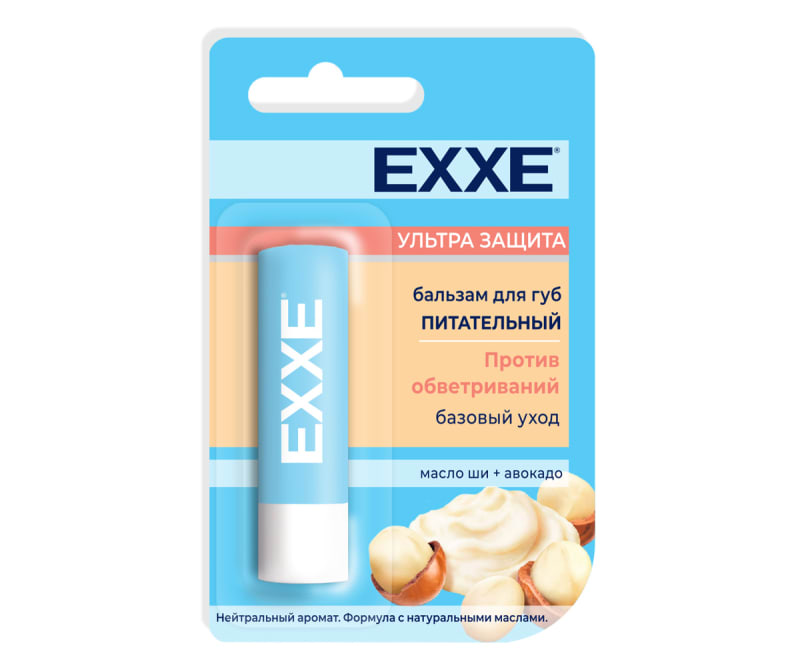 EXXE®
УЛЬТРА ЗАЩИТА
бальзам для губ
ПИТАТЕЛЬНЫЙ
Против
обветриваний
базовый уход
масло ши + авокадо
EXXE®
Нейтральный аромат. Формула с натуральными маслами.